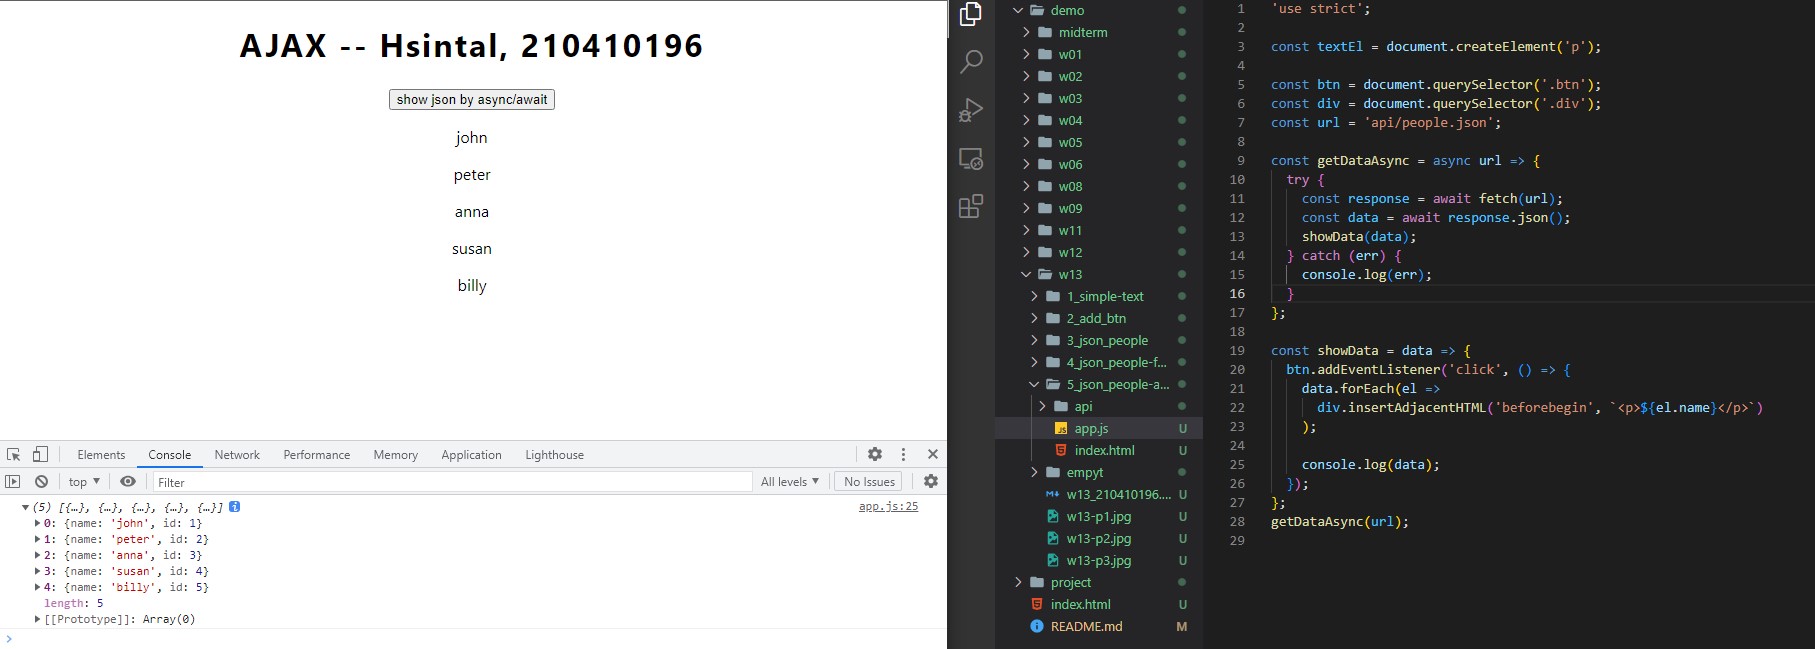 AJAX -- Hsintal, 210410196
show json by async/await
john
peter
anna
susan
billy
Elements Console Network Performance Memory Application Lighthouse
top ▼ Filter All levels ▼ No Issues
▼(5) [{…}, {…}, {…}, {…}, {…}] i app.js:25
▶0: {name: 'john', id: 1}
▶1: {name: 'peter', id: 2}
▶2: {name: 'anna', id: 3}
▶3: {name: 'susan', id: 4}
▶4: {name: 'billy', id: 5}
length: 5
▶[[Prototype]]: Array(0)
>
demo
midterm
w01
w02
w03
w04
w05
w06
w08
w09
w11
w12
w13
1_simple-text
2_add_btn
3_json_people
4_json_people-f...
5_json_people-a...
api
JS app.js U
index.html U
empyt
w13_210410196.... U
w13-p1.jpg U
w13-p2.jpg U
w13-p3.jpg U
project
index.html U
README.md M
1 'use strict';
2
3 const textEl = document.createElement('p');
4
5 const btn = document.querySelector('.btn');
6 const div = document.querySelector('.div');
7 const url = 'api/people.json';
8
9 const getDataAsync = async url => {
10 try {
11 const response = await fetch(url);
12 const data = await response.json();
13 showData(data);
14 } catch (err) {
15 console.log(err);
16 }
17 };
18
19 const showData = data => {
20 btn.addEventListener('click', () => {
21 data.forEach(el =>
22 div.insertAdjacentHTML('beforebegin', `<p>${el.name}</p>`)
23 );
24
25 console.log(data);
26 });
27 };
28 getDataAsync(url);
29